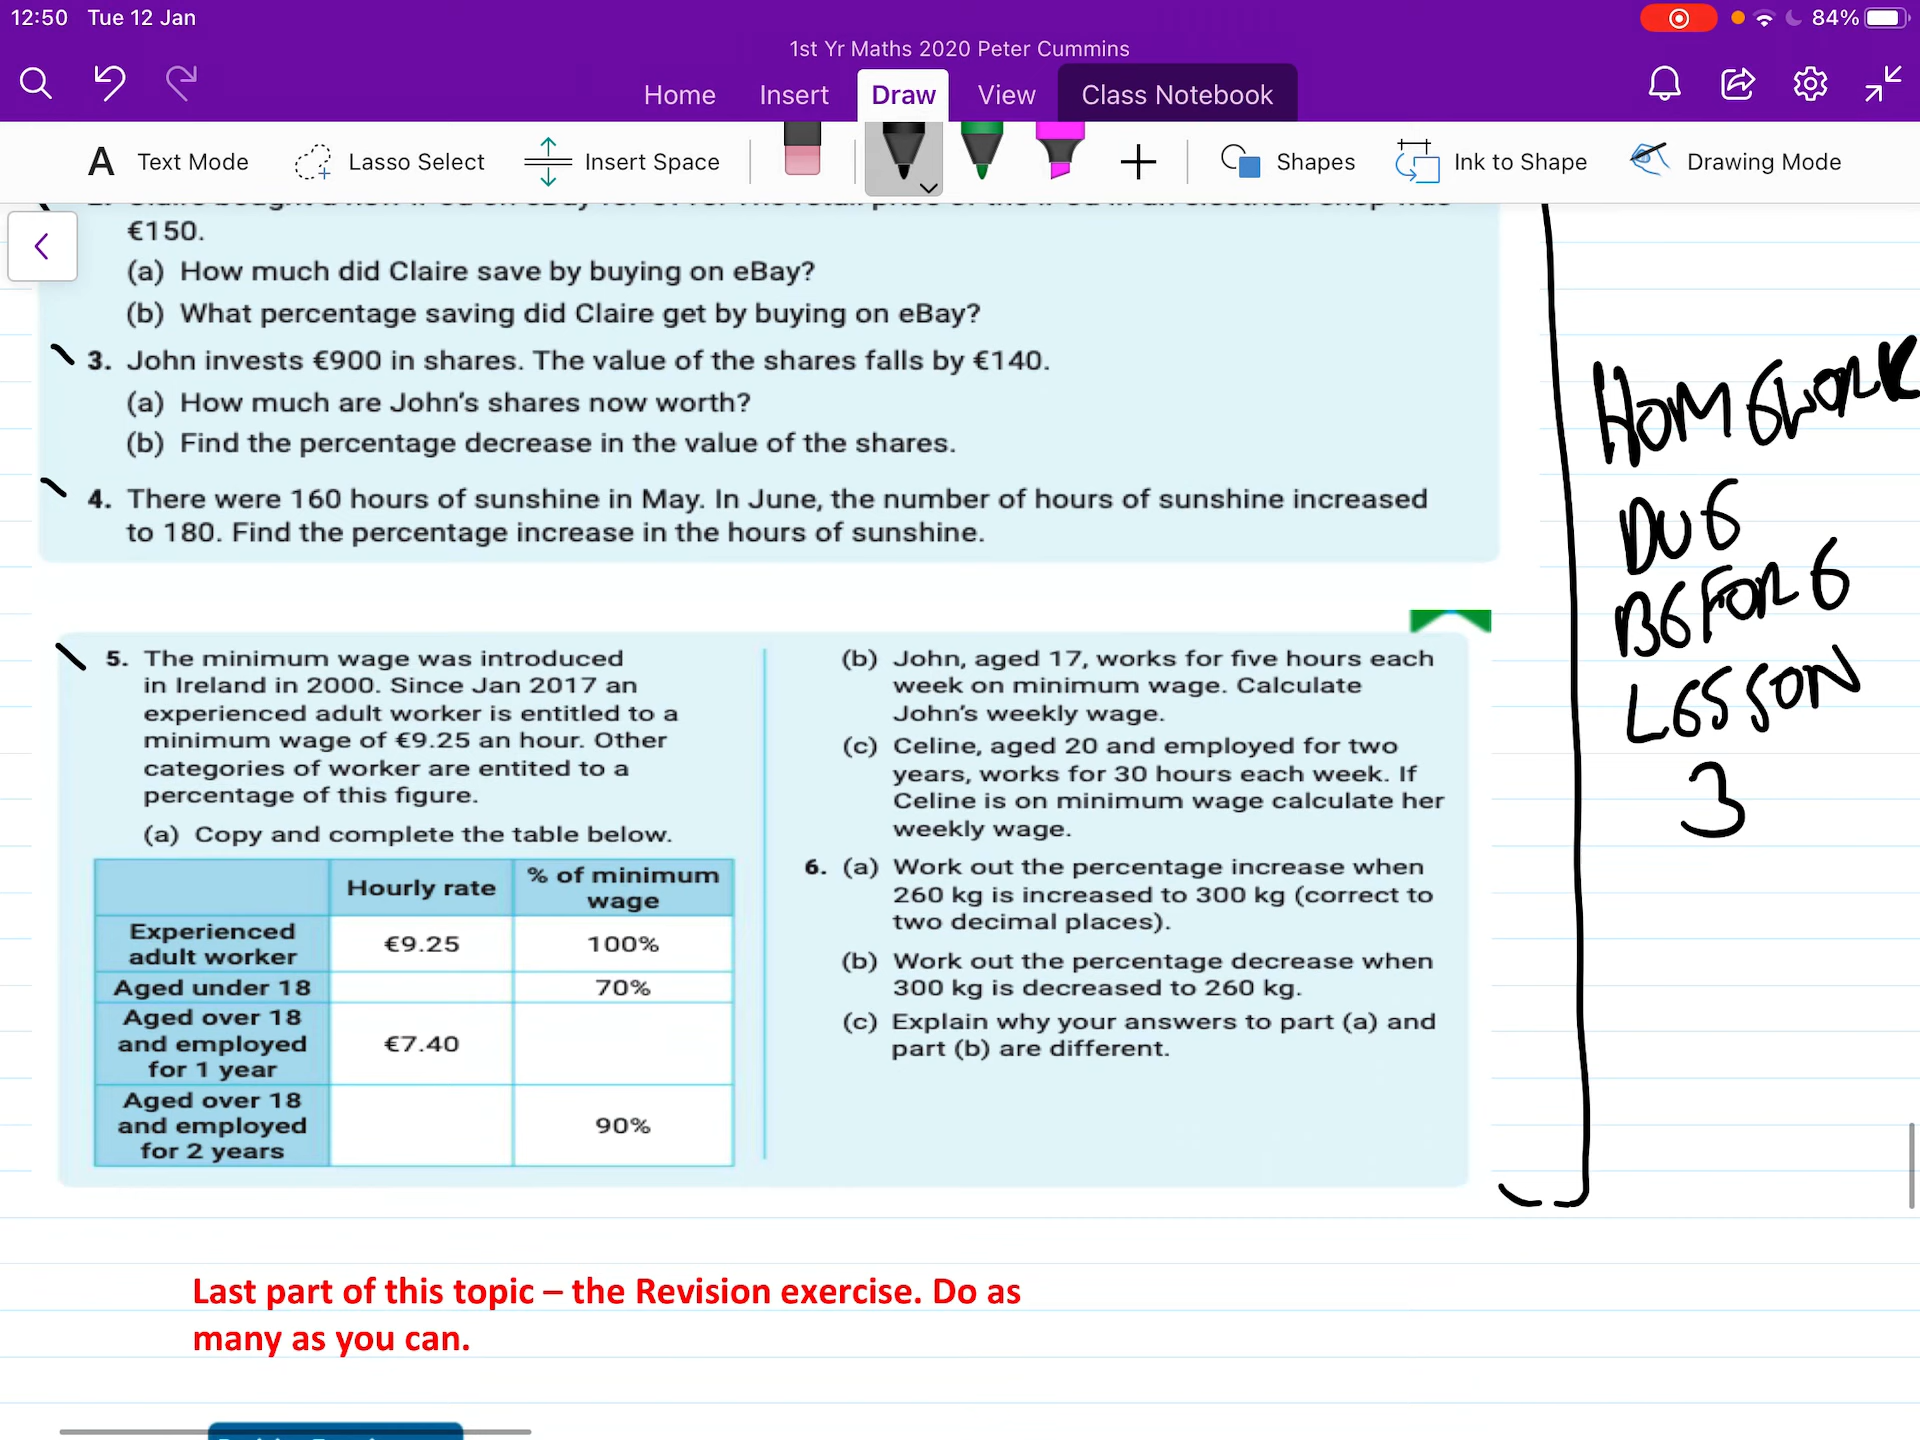 12:50 Tue 12 Jan
84%
1st Yr Maths 2020 Peter Cummins
Home Insert Draw View Class Notebook
A Text Mode Lasso Select Insert Space Shapes Ink to Shape Drawing Mode
€150.
(a) How much did Claire save by buying on eBay?
(b) What percentage saving did Claire get by buying on eBay?
3. John invests €900 in shares. The value of the shares falls by €140.
(a) How much are John's shares now worth?
(b) Find the percentage decrease in the value of the shares.
4. There were 160 hours of sunshine in May. In June, the number of hours of sunshine increased
to 180. Find the percentage increase in the hours of sunshine.
5. The minimum wage was introduced
in Ireland in 2000. Since Jan 2017 an
experienced adult worker is entitled to a
minimum wage of €9.25 an hour. Other
categories of worker are entited to a
percentage of this figure.
(a) Copy and complete the table below.
Hourly rate
% of minimum
wage
Experienced
adult worker
€9.25
100%
Aged under 18
70%
Aged over 18
and employed
for 1 year
€7.40
Aged over 18
and employed
for 2 years
90%
(b) John, aged 17, works for five hours each
week on minimum wage. Calculate
John's weekly wage.
(c) Celine, aged 20 and employed for two
years, works for 30 hours each week. If
Celine is on minimum wage calculate her
weekly wage.
6. (a) Work out the percentage increase when
260 kg is increased to 300 kg (correct to
two decimal places).
(b) Work out the percentage decrease when
300 kg is decreased to 260 kg.
(c) Explain why your answers to part (a) and
part (b) are different.
HOMEWORK
DUE
BEFORE
LESSON
3
Last part of this topic – the Revision exercise. Do as
many as you can.